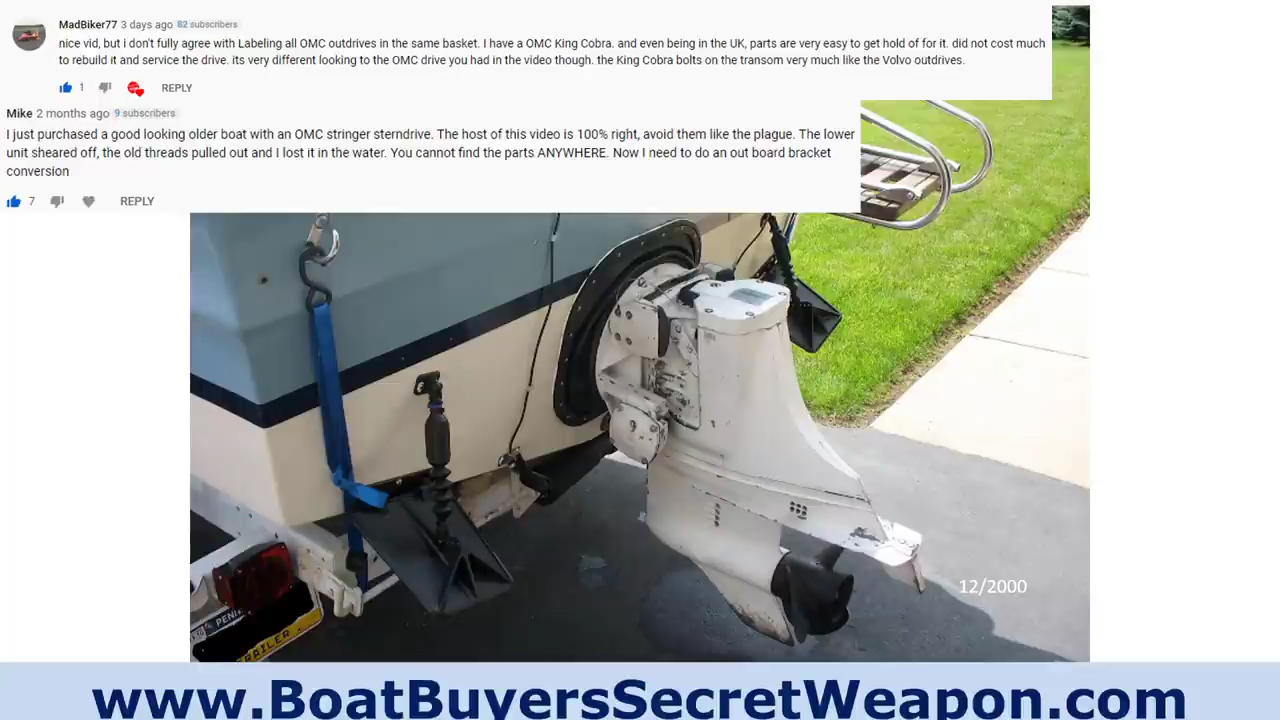 MadBiker77 3 days ago 82 subscribers
nice vid, but i don't fully agree with Labeling all OMC outdrives in the same basket. I have a OMC King Cobra. and even being in the UK, parts are very easy to get hold of for it. did not cost much
to rebuild it and service the drive. its very different looking to the OMC drive you had in the video though. the King Cobra bolts on the transom very much like the Volvo outdrives.
1 REPLY
Mike 2 months ago 9 subscribers
I just purchased a good looking older boat with an OMC stringer sterndrive. The host of this video is 100% right, avoid them like the plague. The lower
unit sheared off, the old threads pulled out and I lost it in the water. You cannot find the parts ANYWHERE. Now I need to do an out board bracket
conversion
7 REPLY
12/2000
www.BoatBuyersSecretWeapon.com